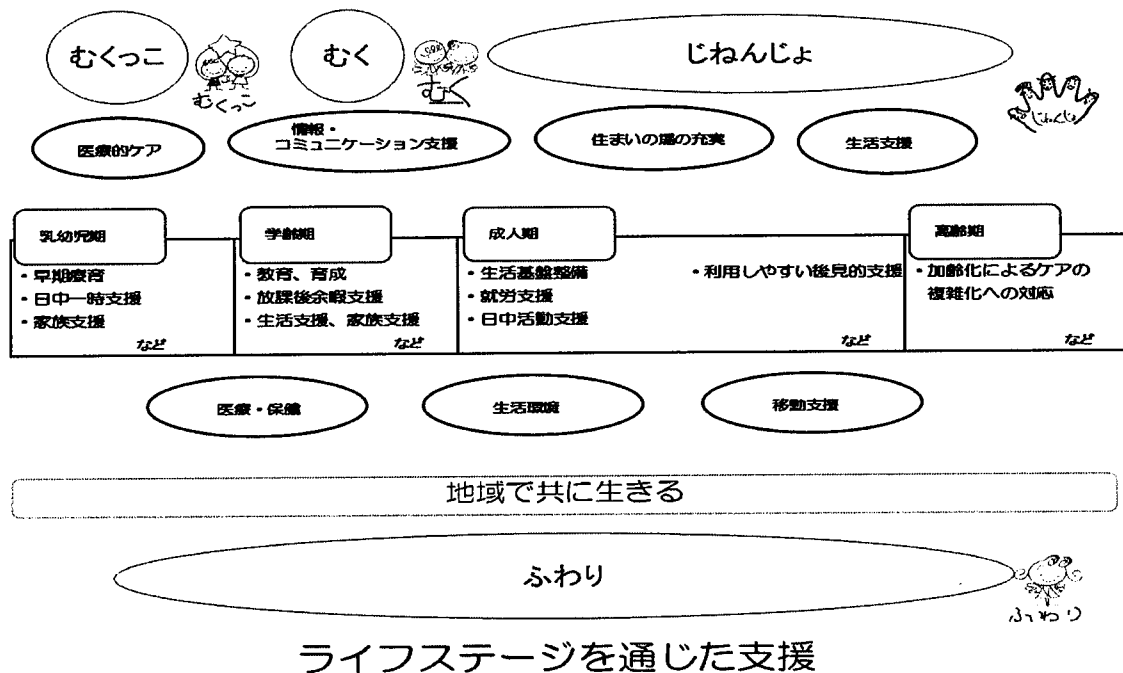 むくっこ
むく
じねんじょ
むくっこ
むく
じねんじょ
医療的ケア
情報・
コミュニケーション支援
住まいの場の充実
生活支援
乳幼児期
・早期療育
・日中一時支援
・家族支援
など
学齢期
・教育、育成
・放課後余暇支援
・生活支援、家族支援
など
成人期
・生活基盤整備
・就労支援
・日中活動支援
・利用しやすい後見的支援
など
高齢期
・加齢化によるケアの
複雑化への対応
など
医療・保健
生活環境
移動支援
地域で共に生きる
ふわり
ふわり
ライフステージを通じた支援